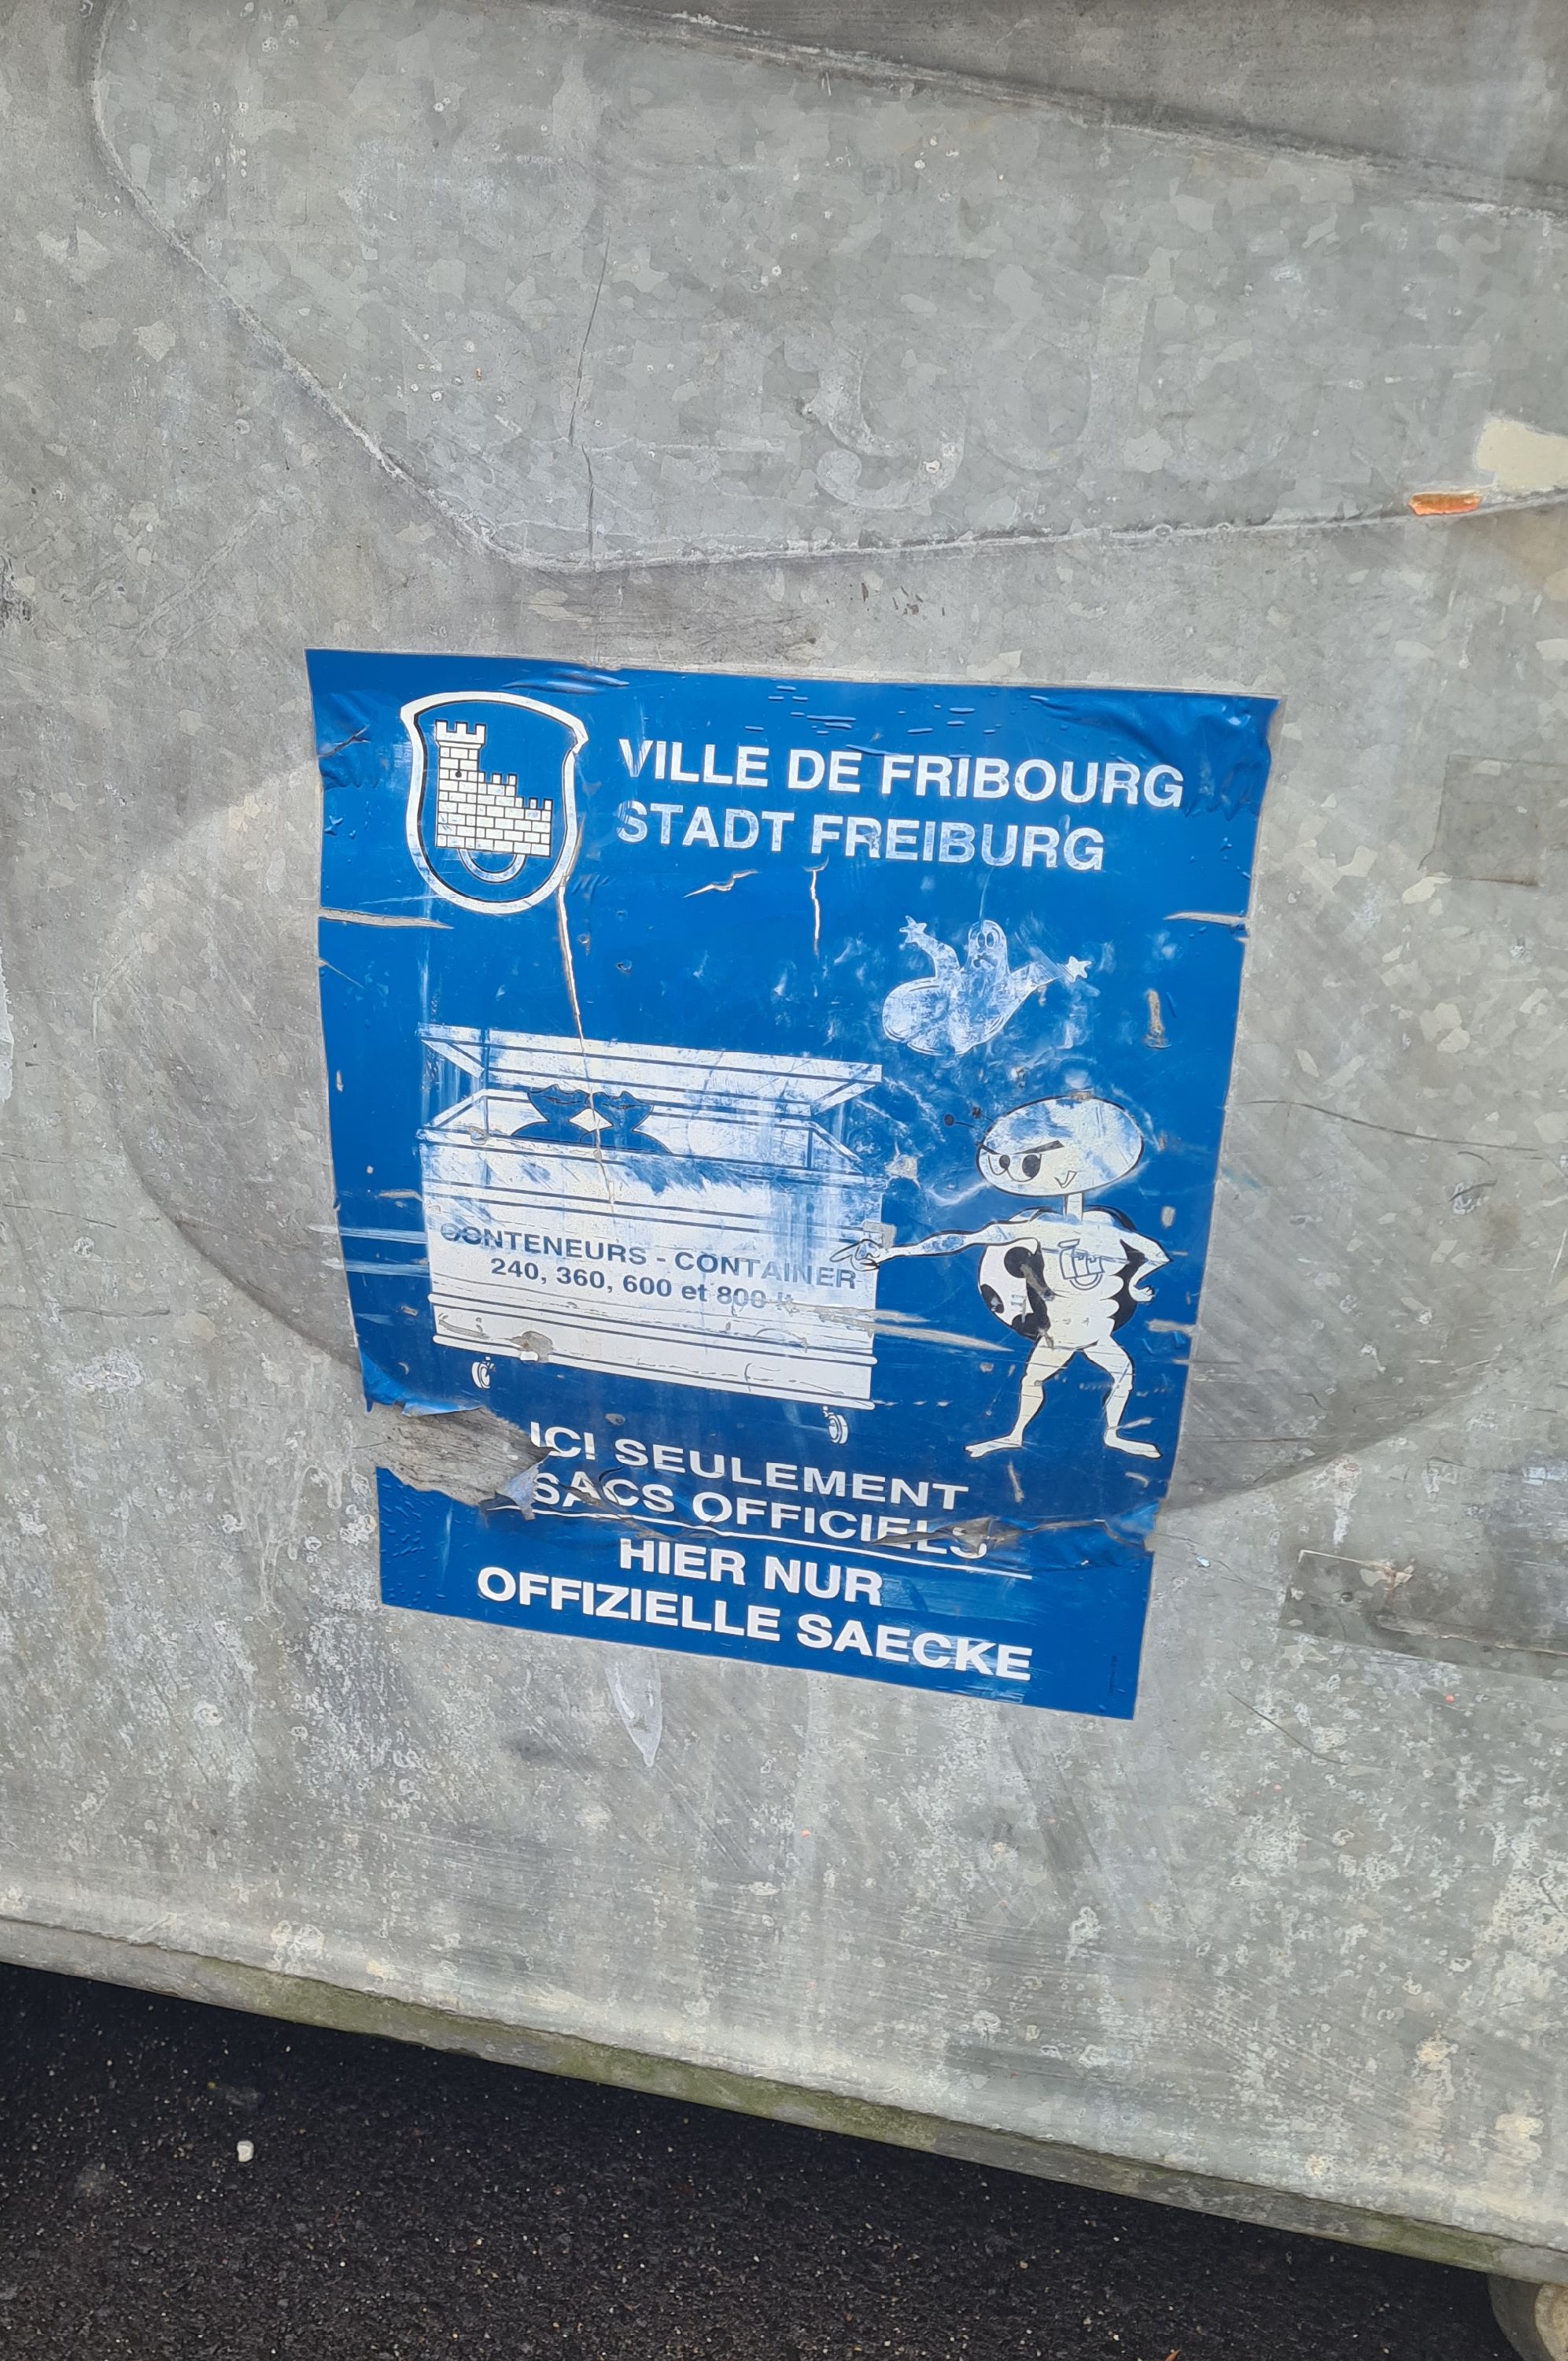 VILLE DE FRIBOURG
STADT FREIBURG
CONTENEURS - CONTAINER
240, 360, 600 et 800 lt
ICI SEULEMENT
SACS OFFICIELS
HIER NUR
OFFIZIELLE SAECKE